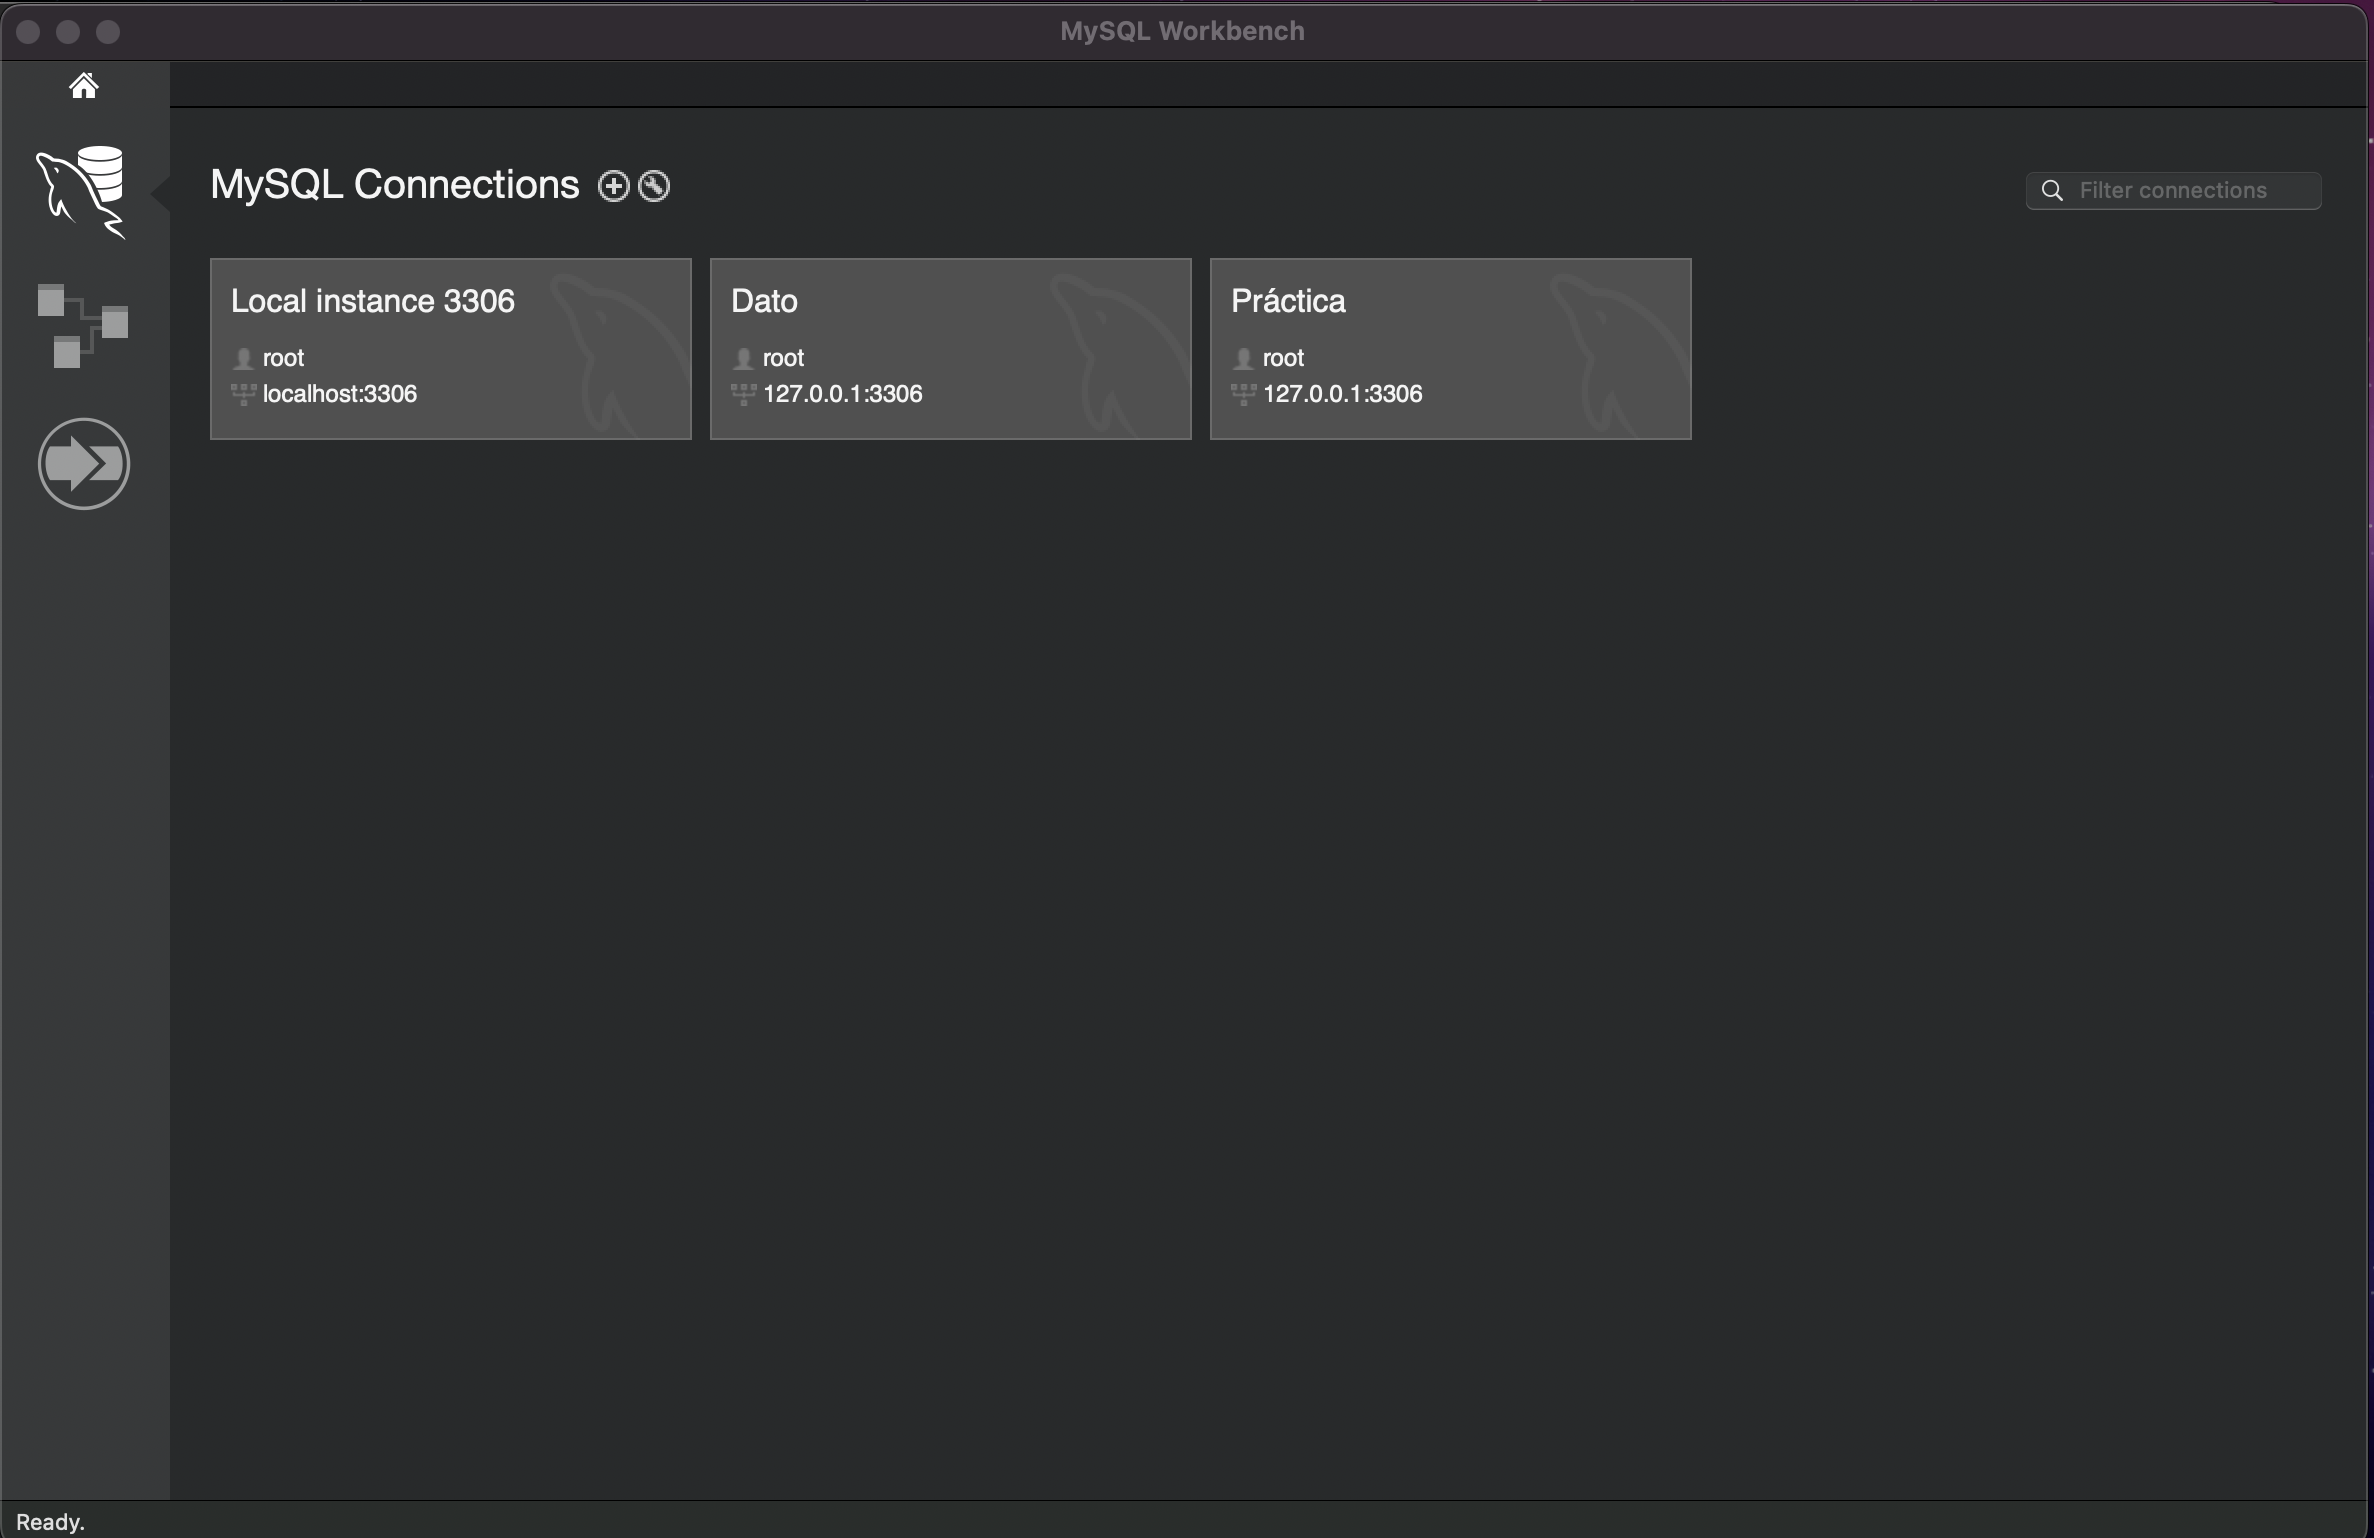 MySQL Workbench
MySQL Connections
Filter connections
Local instance 3306
root
localhost:3306
Dato
root
127.0.0.1:3306
Práctica
root
127.0.0.1:3306
Ready.